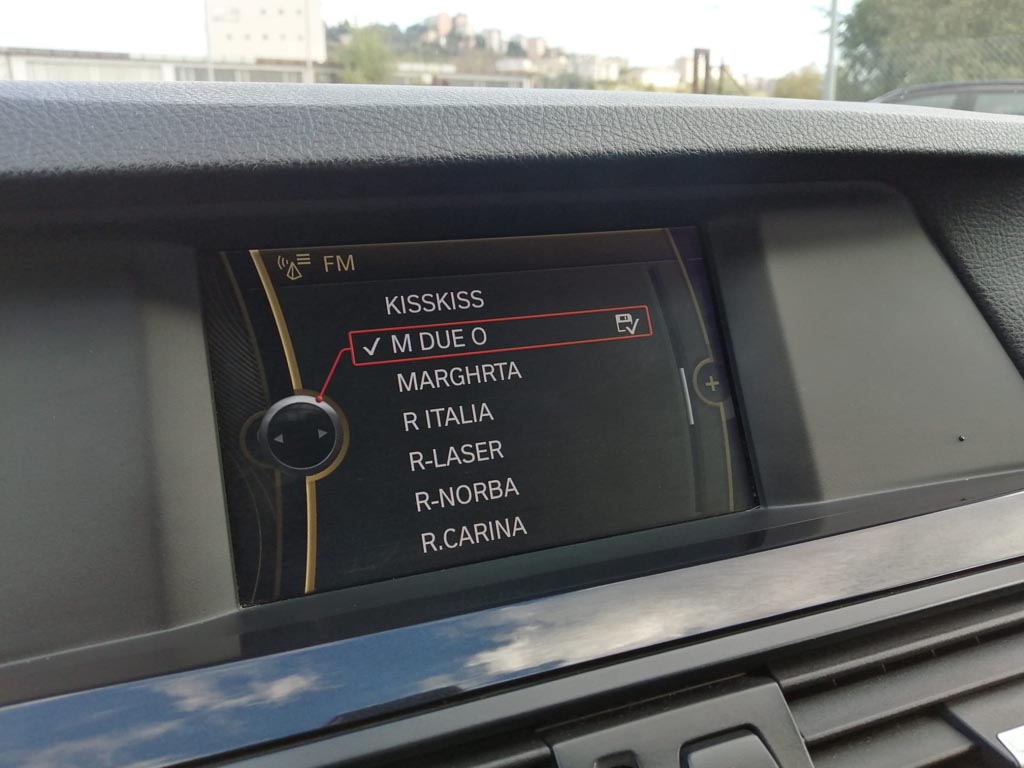 FM
KISSKISS
M DUE O
MARGHRTA
R ITALIA
R-LASER
R-NORBA
R.CARINA